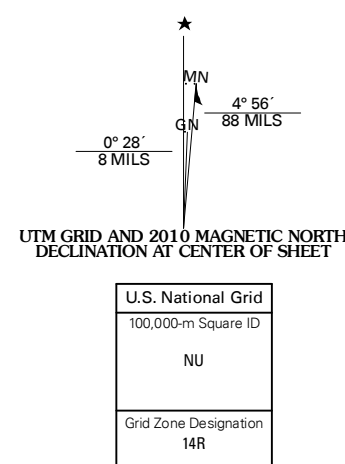 ★
MN
4° 56´
88 MILS
GN
0° 28´
8 MILS
UTM GRID AND 2010 MAGNETIC NORTH
DECLINATION AT CENTER OF SHEET
U.S. National Grid
100,000-m Square ID
NU
Grid Zone Designation
14R